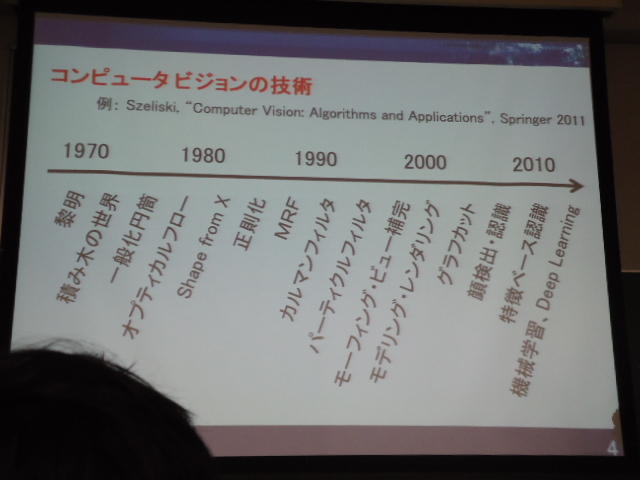 コンピュータビジョンの技術
例: Szeliski, “Computer Vision: Algorithms and Applications”, Springer 2011
1970 1980 1990 2000 2010
黎明
積み木の世界
一般化円筒
オプティカルフロー
Shape from X
正則化
MRF
カルマンフィルタ
パーティクルフィルタ
モーフィング・ビュー補完
モデリング・レンダリング
グラフカット
顔検出・認識
特徴ベース認識
機械学習、Deep Learning
4